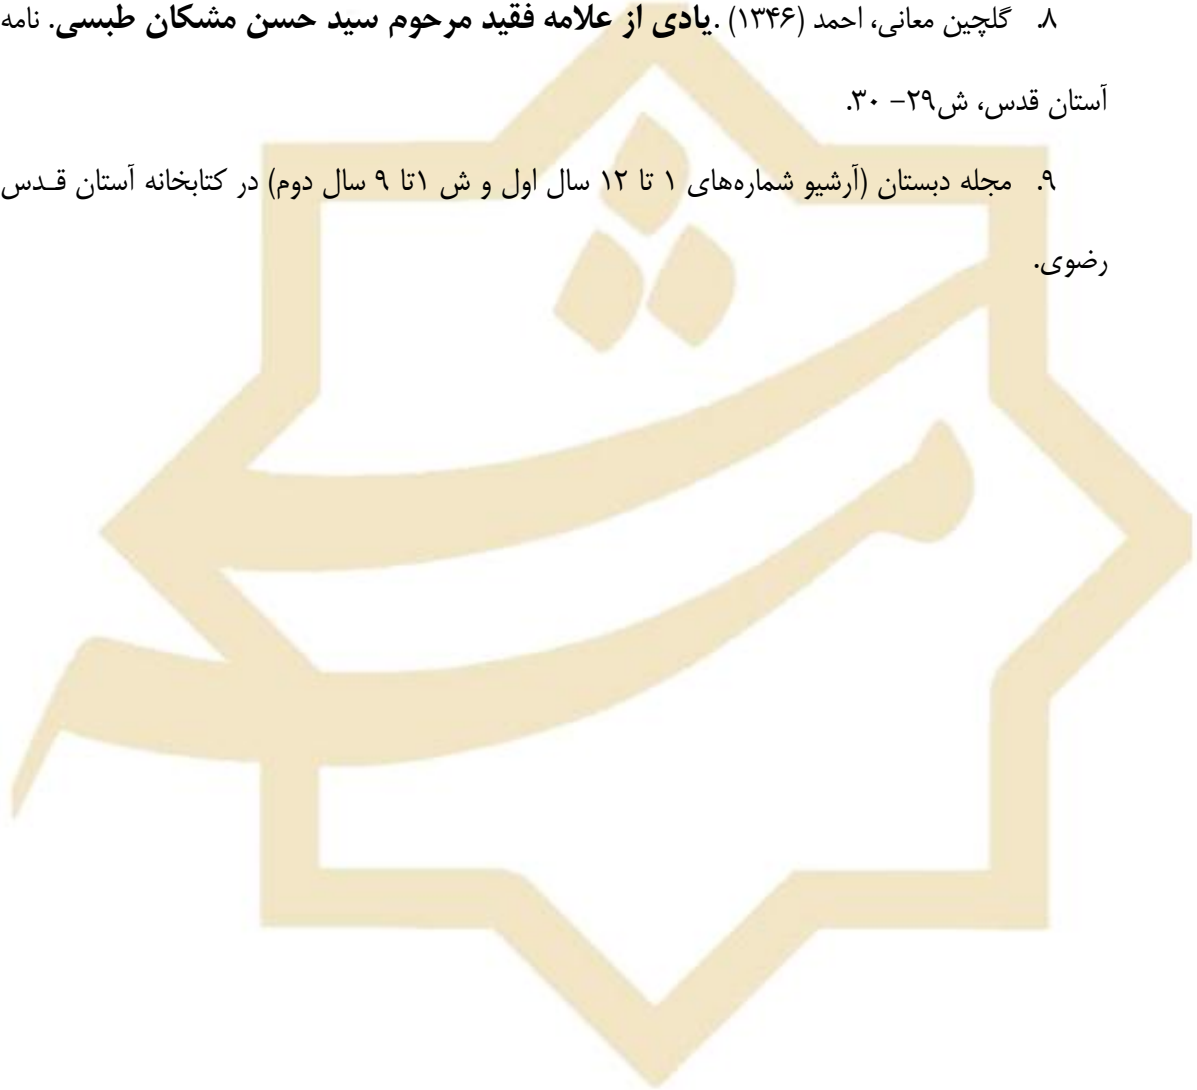 ۸. گلچین معانی، احمد (۱۳۴۶) .یادی از علامه فقید مرحوم سید حسن مشکان طبسی. نامه
آستان قدس، ش۲۹- ۳۰.
۹. مجله دبستان (آرشیو شماره‌های ۱ تا ۱۲ سال اول و ش ۱تا ۹ سال دوم) در کتابخانه آستان قـدس
رضوی.